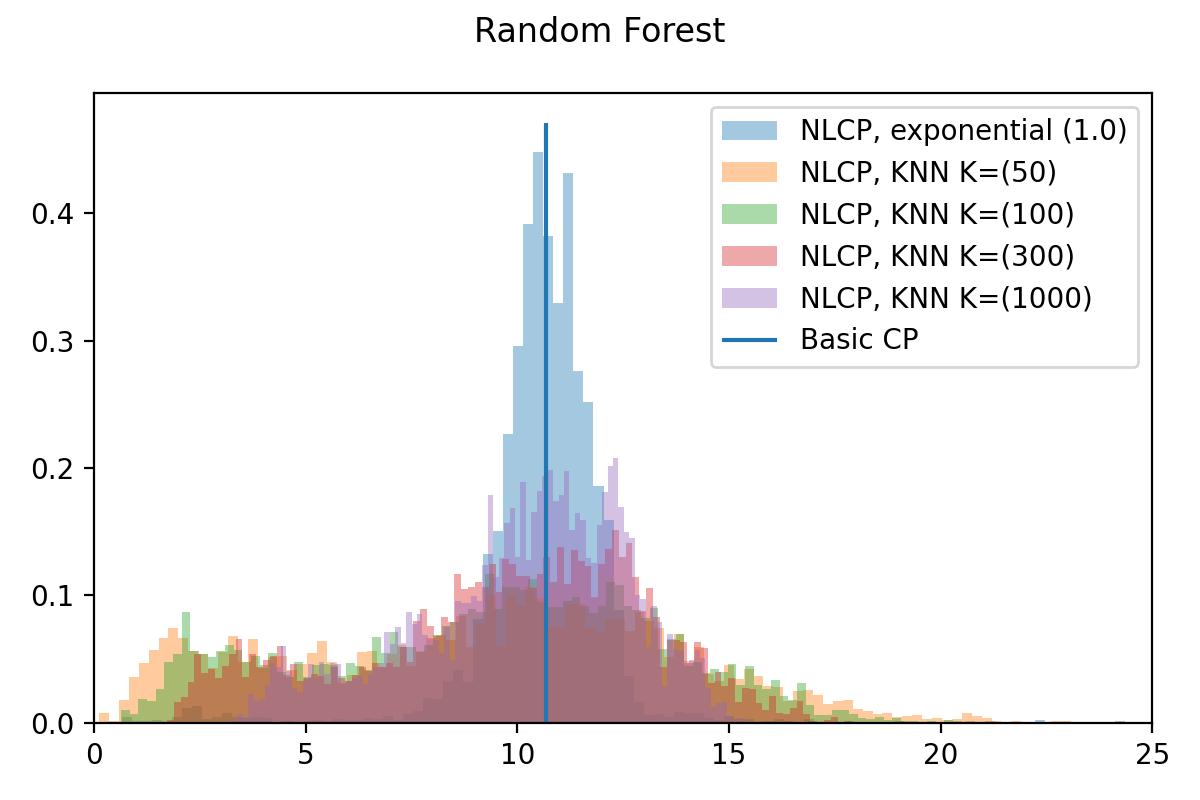 Random Forest
NLCP, exponential (1.0)
NLCP, KNN K=(50)
NLCP, KNN K=(100)
NLCP, KNN K=(300)
NLCP, KNN K=(1000)
Basic CP
0.4
0.3
0.2
0.1
0.0
0 5 10 15 20 25